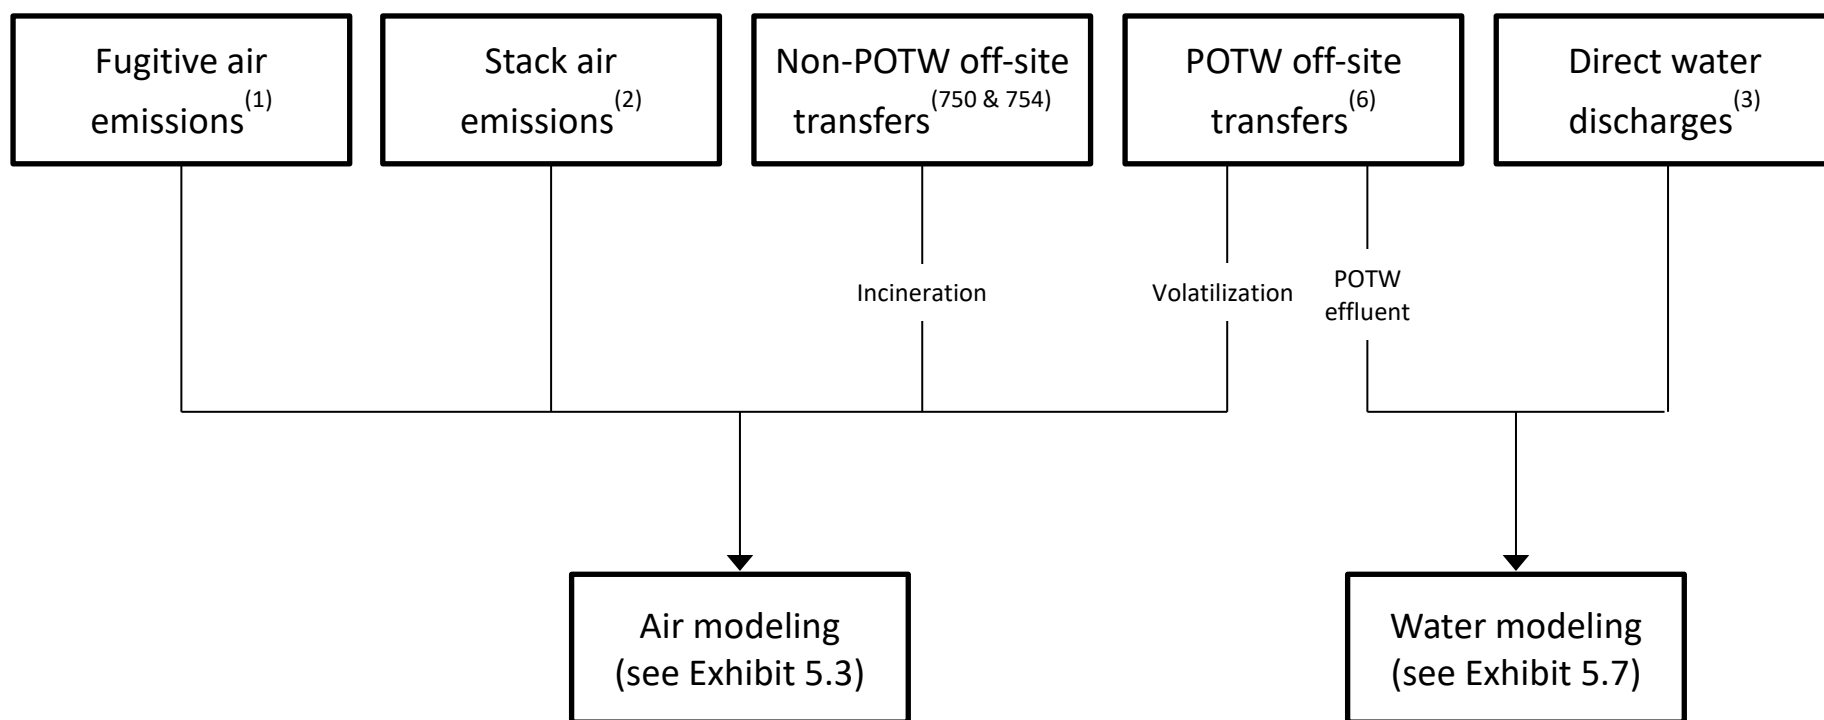 Fugitive air
emissions(1)
Stack air
emissions(2)
Non-POTW off-site
transfers(750 & 754)
POTW off-site
transfers(6)
Direct water
discharges(3)
Incineration
Volatilization
POTW
effluent
Air modeling
(see Exhibit 5.3)
Water modeling
(see Exhibit 5.7)